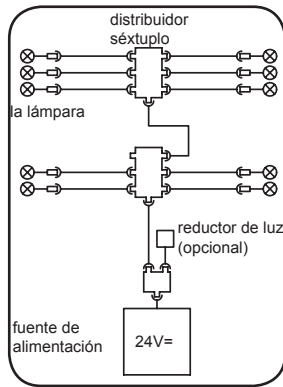 distribuidor
séxtuplo
la lámpara
reductor de luz
(opcional)
fuente de
alimentación
24V=